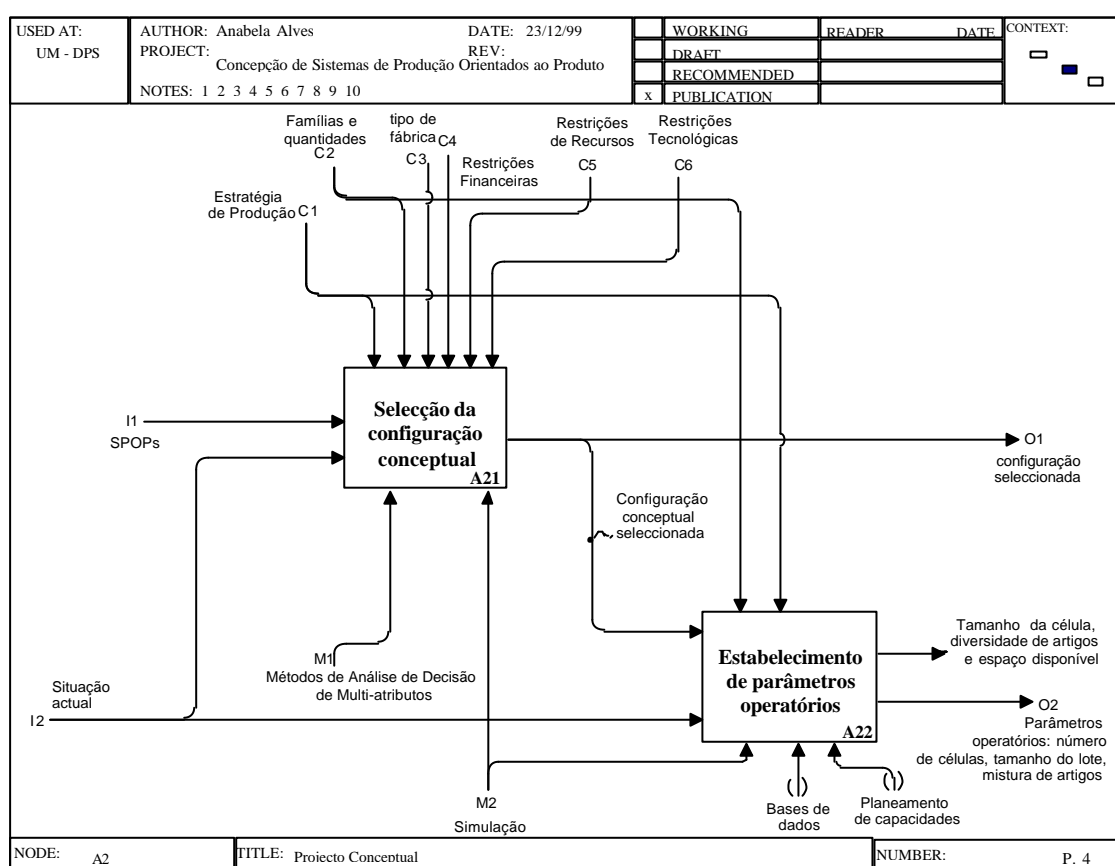 USED AT:
UM - DPS
AUTHOR: Anabela Alves
DATE: 23/12/99
PROJECT:
REV:
Concepção de Sistemas de Produção Orientados ao Produto
NOTES: 1 2 3 4 5 6 7 8 9 10
WORKING
DRAFT
RECOMMENDED
x PUBLICATION
READER DATE
CONTEXT:
Famílias e
quantidades
C2
tipo de
fábrica
C3
C4
Restrições
Financeiras
Restrições
de Recursos
C5
Restrições
Tecnológicas
C6
Estratégia
de Produção C1
I1
SPOPs
Selecção da
configuração
conceptual
A21
O1
configuração
seleccionada
Configuração
conceptual
seleccionada
M1
Métodos de Análise de Decisão
de Multi-atributos
Situação
actual
I2
Estabelecimento
de parâmetros
operatórios
A22
Tamanho da célula,
diversidade de artigos
e espaço disponível
O2
Parâmetros
operatórios: número
de células, tamanho do lote,
mistura de artigos
M2
Simulação
Bases de
dados
Planeamento
de capacidades
NODE: A2
TITLE: Projecto Conceptual
NUMBER: P. 4